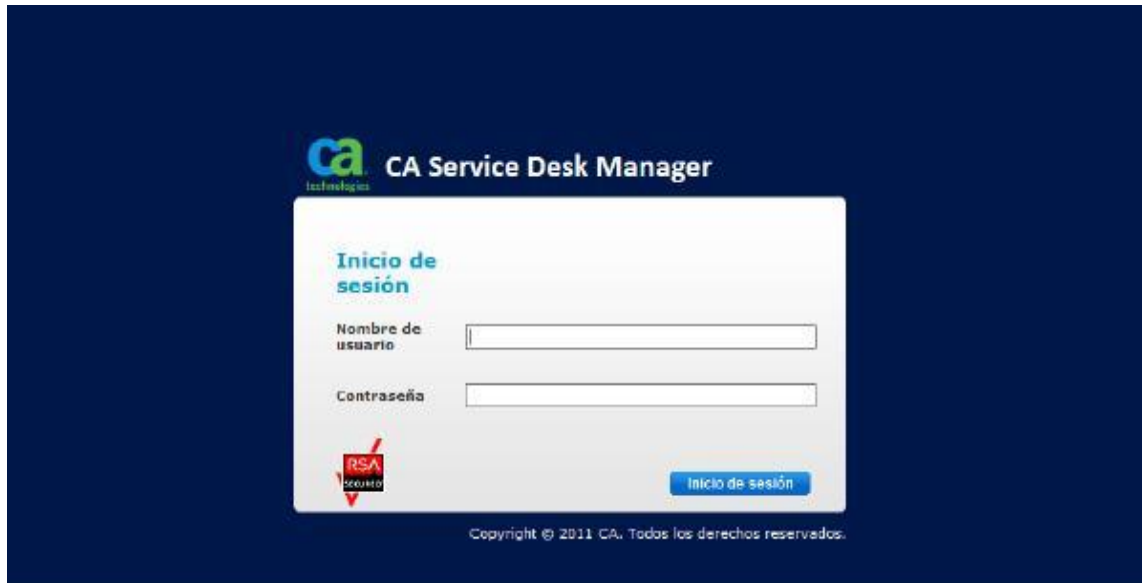 ca
technologies
CA Service Desk Manager
Inicio de
sesión
Nombre de
usuario
Contraseña
RSA
SECURED
Inicio de sesión
Copyright © 2011 CA. Todos los derechos reservados.